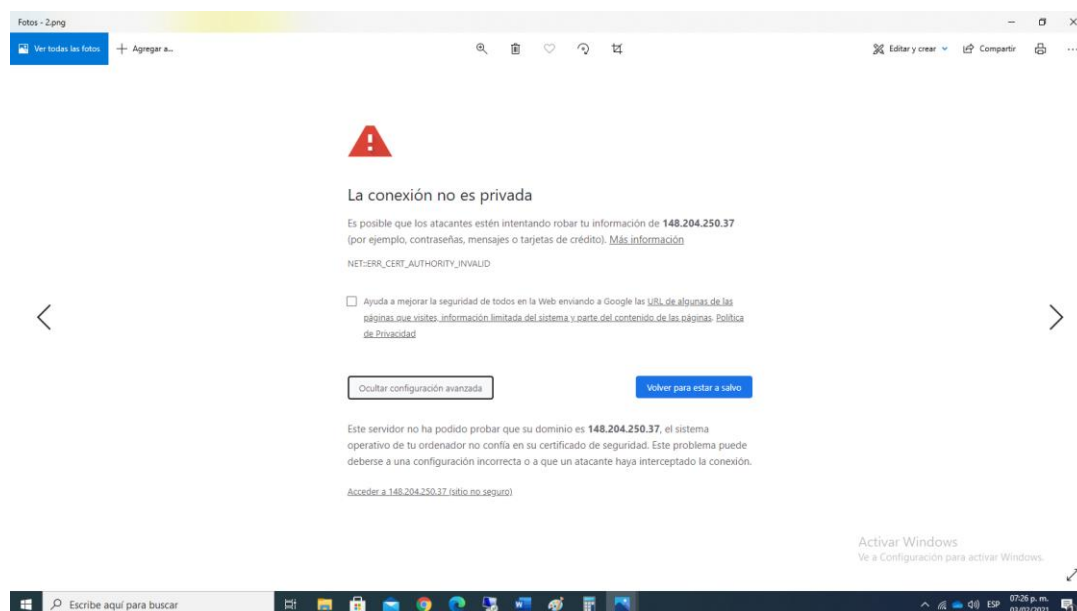 Fotos - 2.png
Ver todas las fotos
Agregar a...
Editar y crear
Compartir
La conexión no es privada
Es posible que los atacantes estén intentando robar tu información de 148.204.250.37
(por ejemplo, contraseñas, mensajes o tarjetas de crédito). Más información
NET::ERR_CERT_AUTHORITY_INVALID
Ayuda a mejorar la seguridad de todos en la Web enviando a Google las URL de algunas de las
páginas que visites, información limitada del sistema y parte del contenido de las páginas. Política
de Privacidad
Ocultar configuración avanzada
Volver para estar a salvo
Este servidor no ha podido probar que su dominio es 148.204.250.37, el sistema
operativo de tu ordenador no confía en su certificado de seguridad. Este problema puede
deberse a una configuración incorrecta o a que un atacante haya interceptado la conexión.
Acceder a 148.204.250.37 (sitio no seguro)
Activar Windows
Ve a Configuración para activar Windows.
Escribe aquí para buscar
ESP
07:26 p. m.
03/02/2021